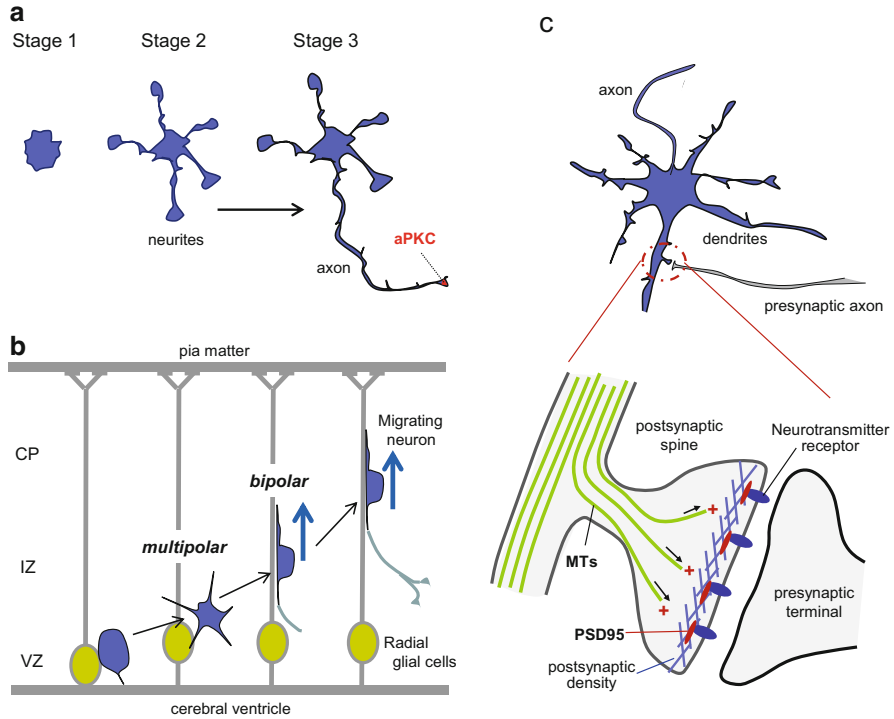 a
Stage 1
Stage 2
Stage 3
neurites
axon
aPKC
b
pia matter
CP
IZ
VZ
multipolar
bipolar
Migrating
neuron
Radial
glial cells
cerebral ventricle
c
axon
dendrites
presynaptic axon
postsynaptic
spine
Neurotransmitter
receptor
MTs
+
+
+
PSD95
postsynaptic
density
presynaptic
terminal